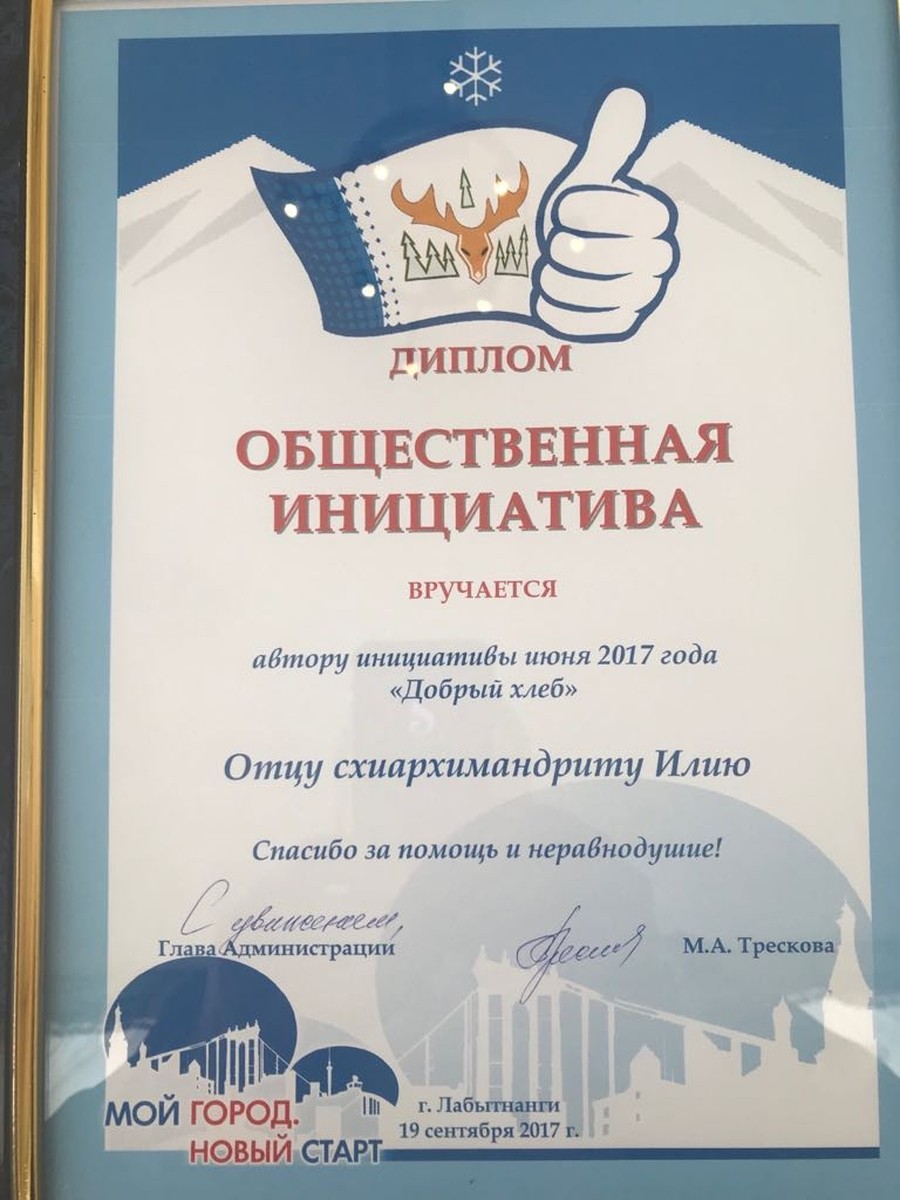 ДИПЛОМ
ОБЩЕСТВЕННАЯ
ИНИЦИАТИВА
ВРУЧАЕТСЯ
автору инициативы июня 2017 года
«Добрый хлеб»
Отцу схиархимандриту Илию
Спасибо за помощь и неравнодушие!
С уважением,
Глава Администрации
М.А. Трескова
МОЙ ГОРОД.
НОВЫЙ СТАРТ
г. Лабытнанги
19 сентября 2017 г.